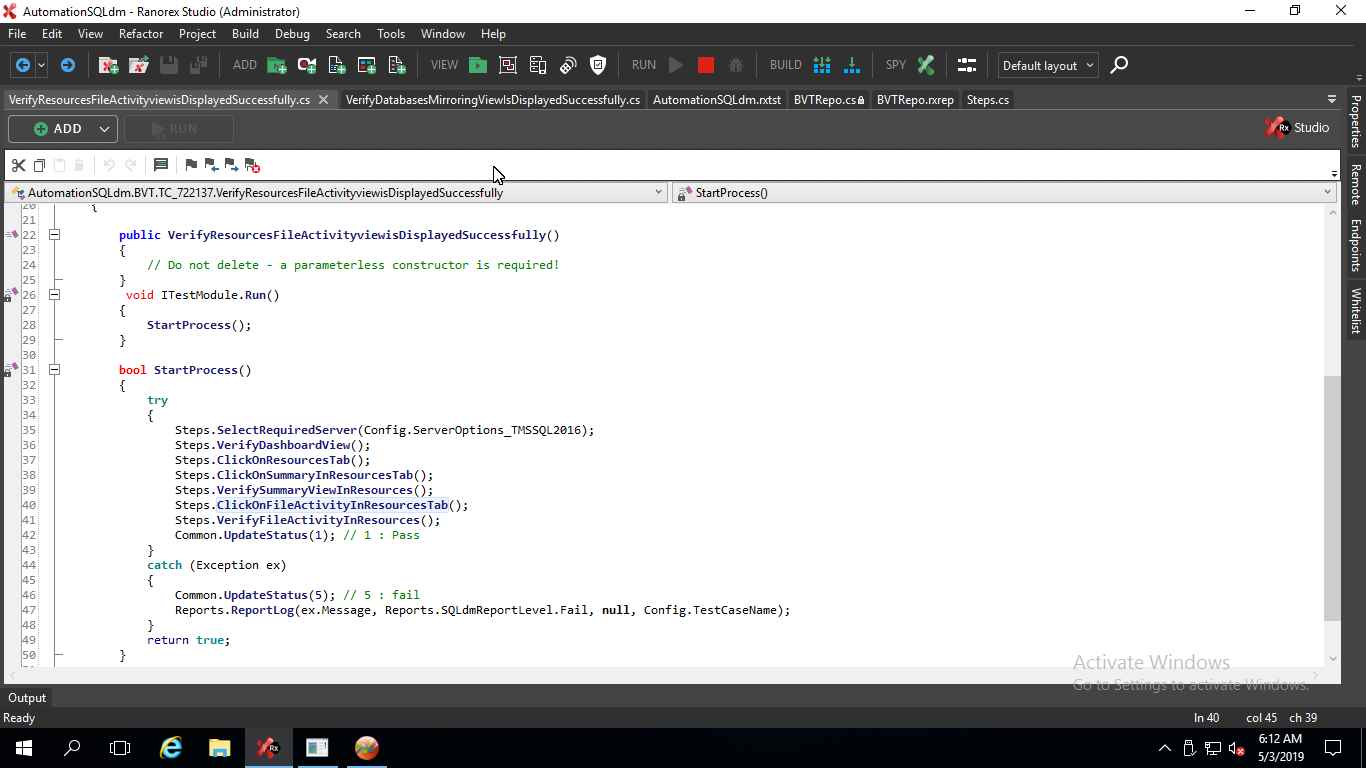 AutomationSQLdm - Ranorex Studio (Administrator)
File Edit View Refactor Project Build Debug Search Tools Window Help
ADD VIEW RUN BUILD SPY Default layout
VerifyResourcesFileActivityviewisDisplayedSuccessfully.cs VerifyDatabasesMirroringViewIsDisplayedSuccessfully.cs AutomationSQLdm.rxtst BVTRepo.cs BVTRepo.rxrep Steps.cs
ADD RUN Rx Studio
AutomationSQLdm.BVT.TC_722137.VerifyResourcesFileActivityviewisDisplayedSuccessfully StartProcess()
20 {
21
22 public VerifyResourcesFileActivityviewisDisplayedSuccessfully()
23 {
24 // Do not delete - a parameterless constructor is required!
25 }
26 void ITestModule.Run()
27 {
28 StartProcess();
29 }
30
31 bool StartProcess()
32 {
33 try
34 {
35 Steps.SelectRequiredServer(Config.ServerOptions_TMSSQL2016);
36 Steps.VerifyDashboardView();
37 Steps.ClickOnResourcesTab();
38 Steps.ClickOnSummaryInResourcesTab();
39 Steps.VerifySummaryViewInResources();
40 Steps.ClickOnFileActivityInResourcesTab();
41 Steps.VerifyFileActivityInResources();
42 Common.UpdateStatus(1); // 1 : Pass
43 }
44 catch (Exception ex)
45 {
46 Common.UpdateStatus(5); // 5 : fail
47 Reports.ReportLog(ex.Message, Reports.SQLdmReportLevel.Fail, null, Config.TestCaseName);
48 }
49 return true;
50 }
Properties
Remote Endpoints
Whitelist
Activate Windows
Go to Settings to activate Windows.
Output
Ready ln 40 col 45 ch 39
Rx
6:12 AM
5/3/2019